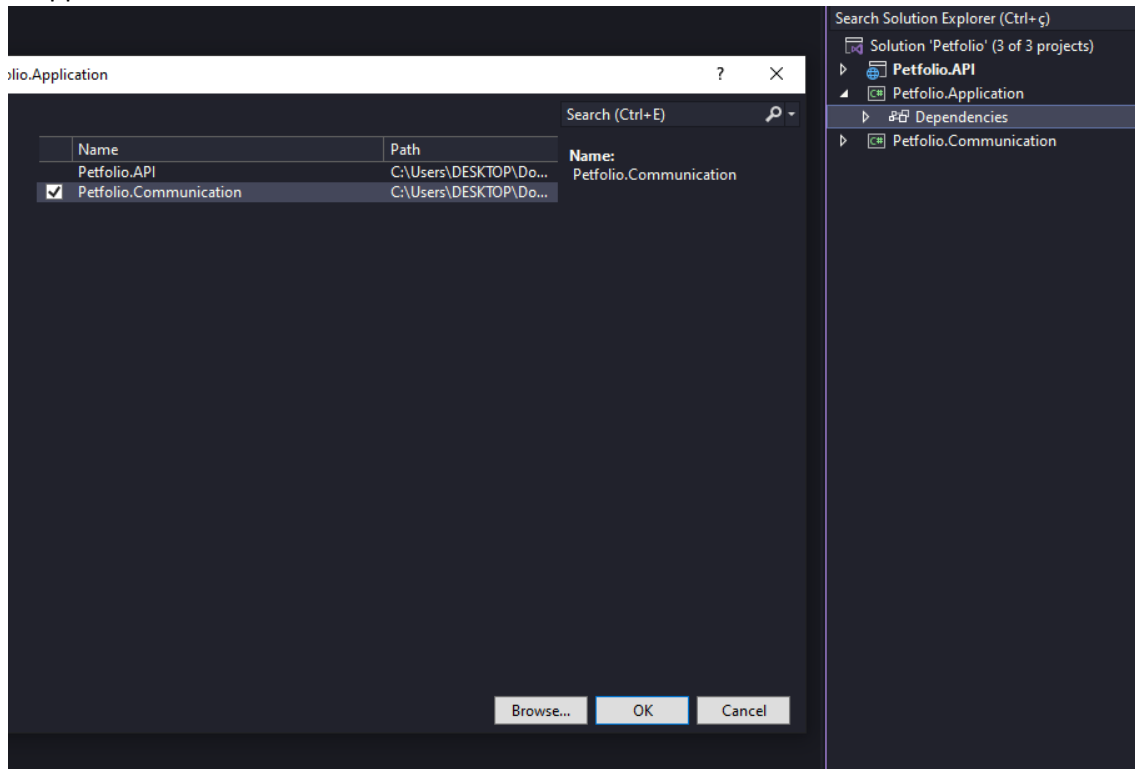 Search Solution Explorer (Ctrl+ç)
Solution 'Petfolio' (3 of 3 projects)
Petfolio.API
Petfolio.Application
Dependencies
Petfolio.Communication
olio.Application ? ×
Search (Ctrl+E)
Name Path
Petfolio.API C:\Users\DESKTOP\Do...
Petfolio.Communication C:\Users\DESKTOP\Do...
Name:
Petfolio.Communication
Browse... OK Cancel